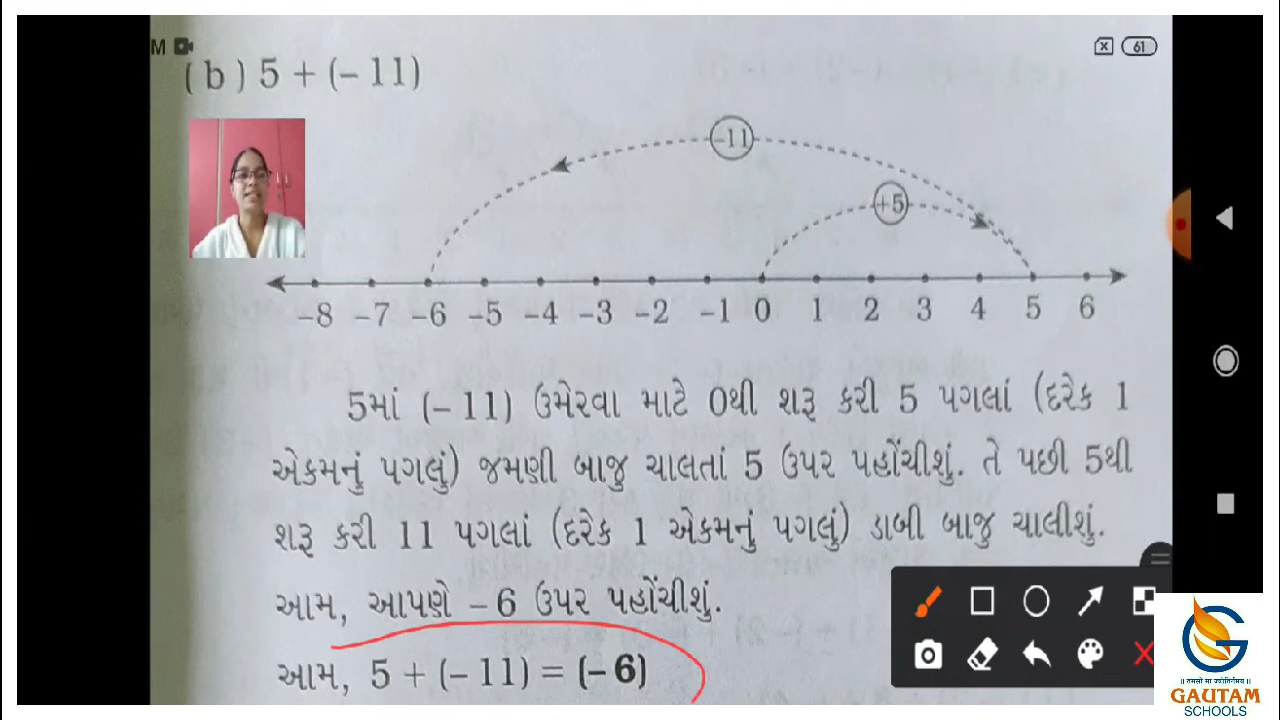 M
61
(b) 5 + (– 11)
–11
+5
–8 –7 –6 –5 –4 –3 –2 –1 0 1 2 3 4 5 6
5માં (– 11) ઉમેરવા માટે 0થી શરૂ કરી 5 પગલાં (દરેક 1
એકમનું પગલું) જમણી બાજુ ચાલતાં 5 ઉપર પહોંચીશું. તે પછી 5થી
શરૂ કરી 11 પગલાં (દરેક 1 એકમનું પગલું) ડાબી બાજુ ચાલીશું.
આમ, આપણે – 6 ઉપર પહોંચીશું.
આમ, 5 + (– 11) = (– 6)
॥ तमसो मा ज्योतिर्गमय ॥
GAUTAM
SCHOOLS